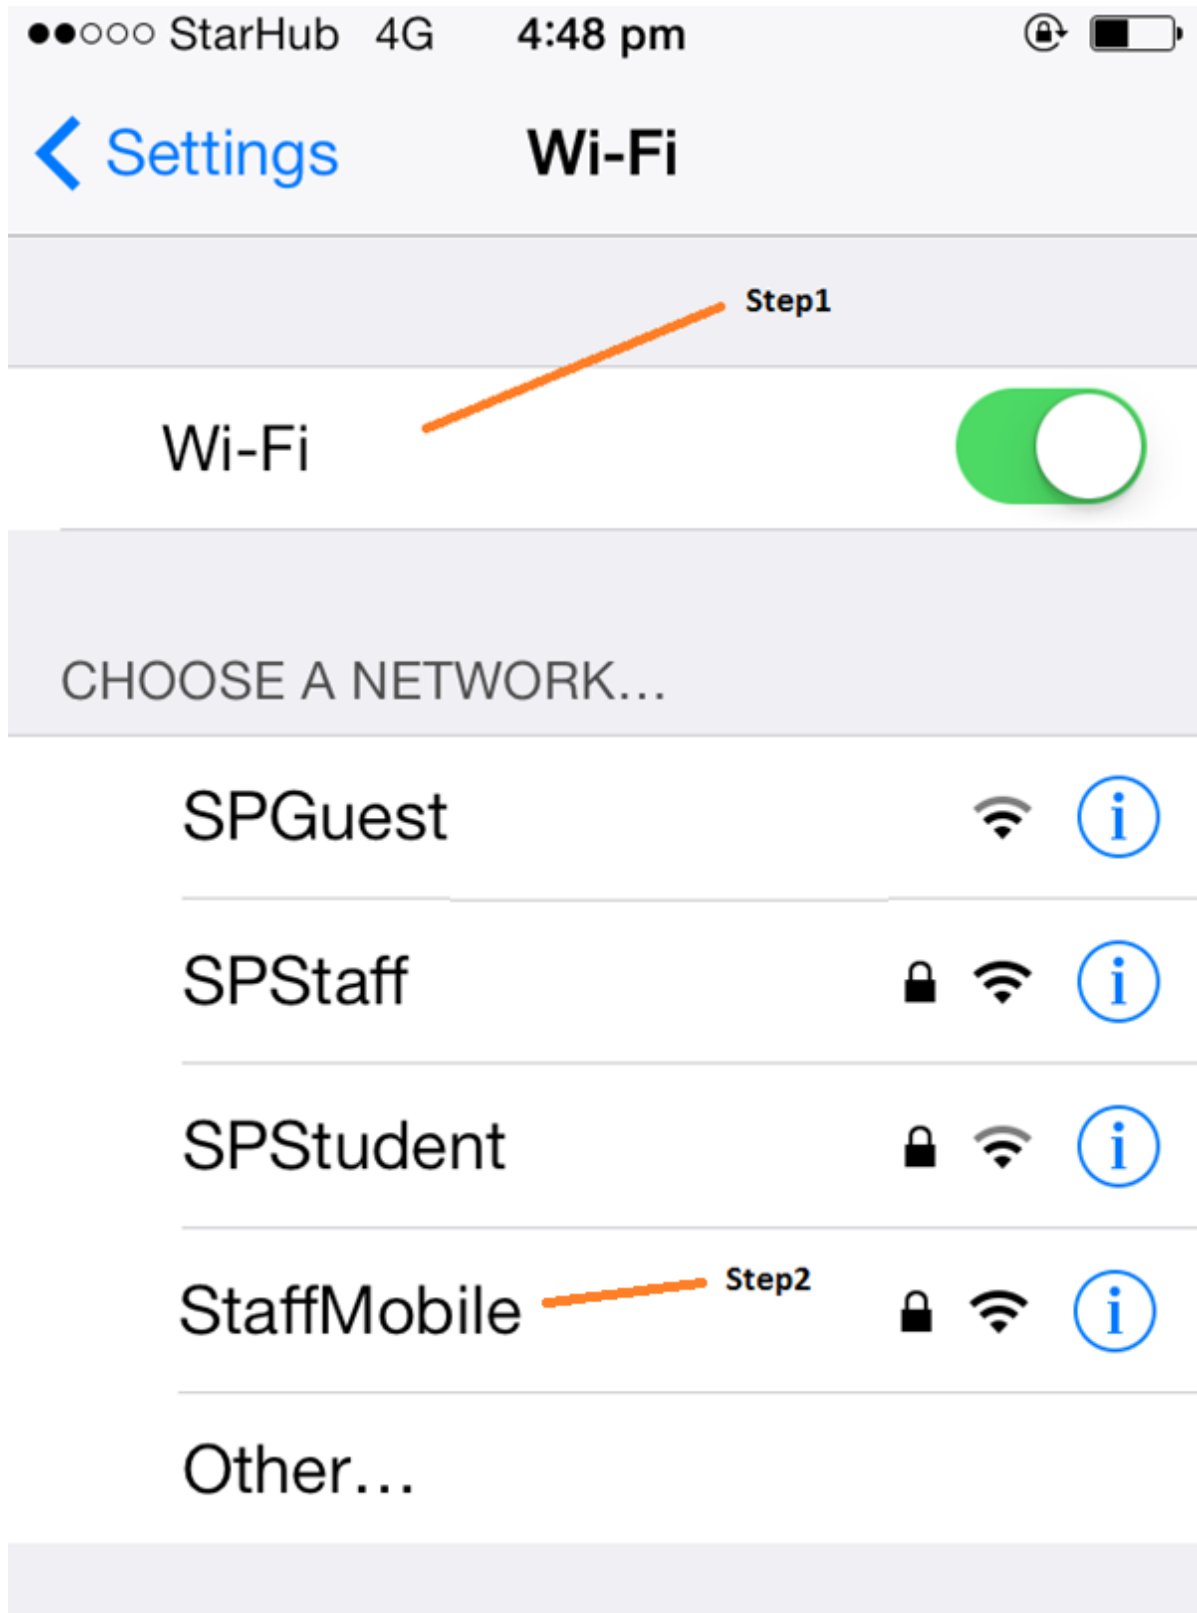 StarHub 4G 4:48 pm
Settings Wi-Fi
Step1
Wi-Fi
CHOOSE A NETWORK...
SPGuest
SPStaff
SPStudent
StaffMobile Step2
Other...